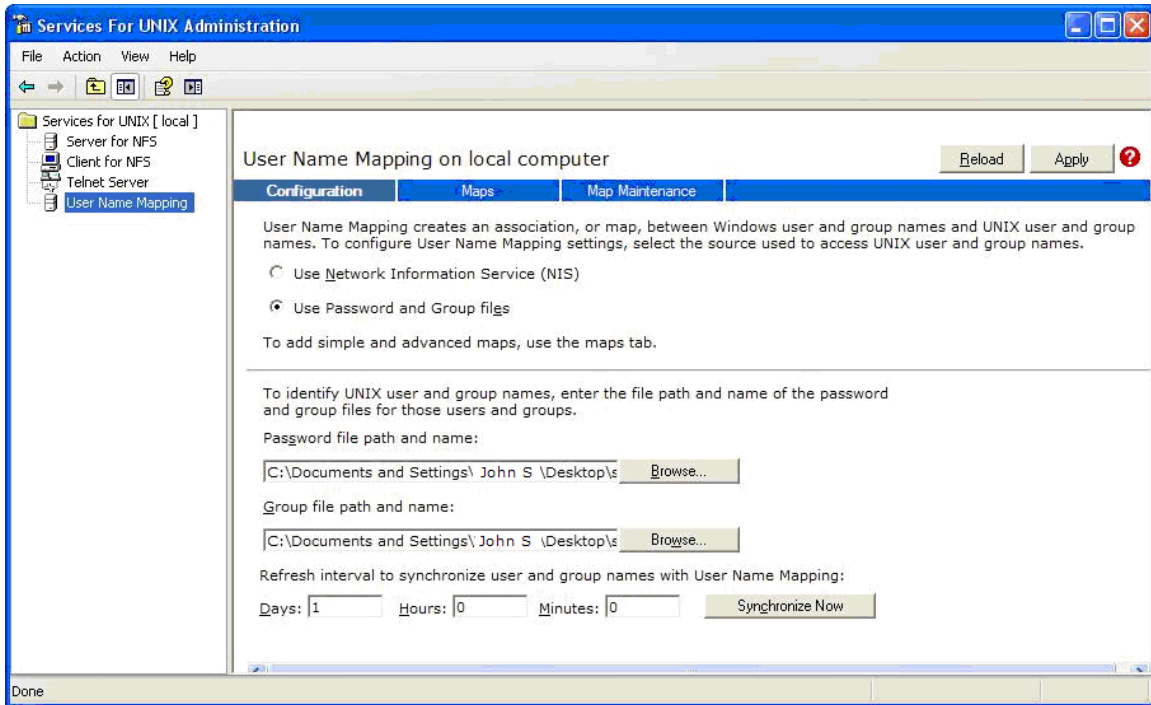 Services For UNIX Administration
File Action View Help
Services for UNIX [ local ]
Server for NFS
Client for NFS
Telnet Server
User Name Mapping
User Name Mapping on local computer
Reload
Apply
?
Configuration
Maps
Map Maintenance
User Name Mapping creates an association, or map, between Windows user and group names and UNIX user and group
names. To configure User Name Mapping settings, select the source used to access UNIX user and group names.
Use Network Information Service (NIS)
Use Password and Group files
To add simple and advanced maps, use the maps tab.
To identify UNIX user and group names, enter the file path and name of the password
and group files for those users and groups.
Password file path and name:
C:\Documents and Settings\ John S \Desktop\s
Browse...
Group file path and name:
C:\Documents and Settings\ John S \Desktop\s
Browse...
Refresh interval to synchronize user and group names with User Name Mapping:
Days: 1 Hours: 0 Minutes: 0 Synchronize Now
Done